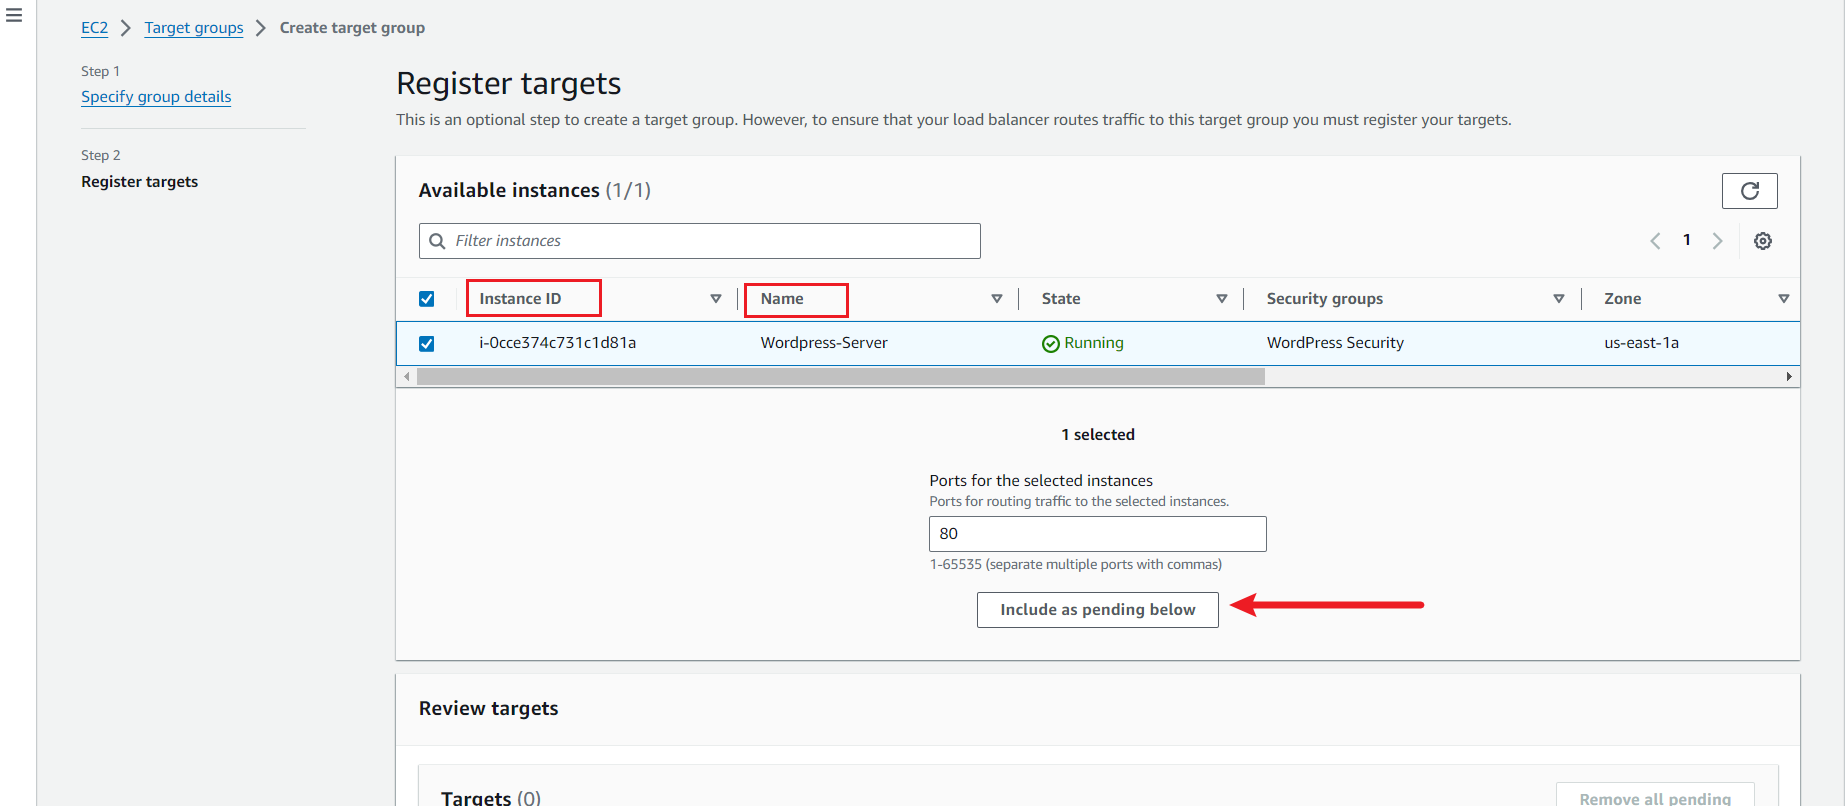 EC2 > Target groups > Create target group
Step 1
Specify group details
Step 2
Register targets
Register targets
This is an optional step to create a target group. However, to ensure that your load balancer routes traffic to this target group you must register your targets.
Available instances (1/1)
Filter instances
1
Instance ID Name State Security groups Zone
i-0cce374c731c1d81a Wordpress-Server Running WordPress Security us-east-1a
1 selected
Ports for the selected instances
Ports for routing traffic to the selected instances.
80
1-65535 (separate multiple ports with commas)
Include as pending below
Review targets
Targets (0)
Remove all pending